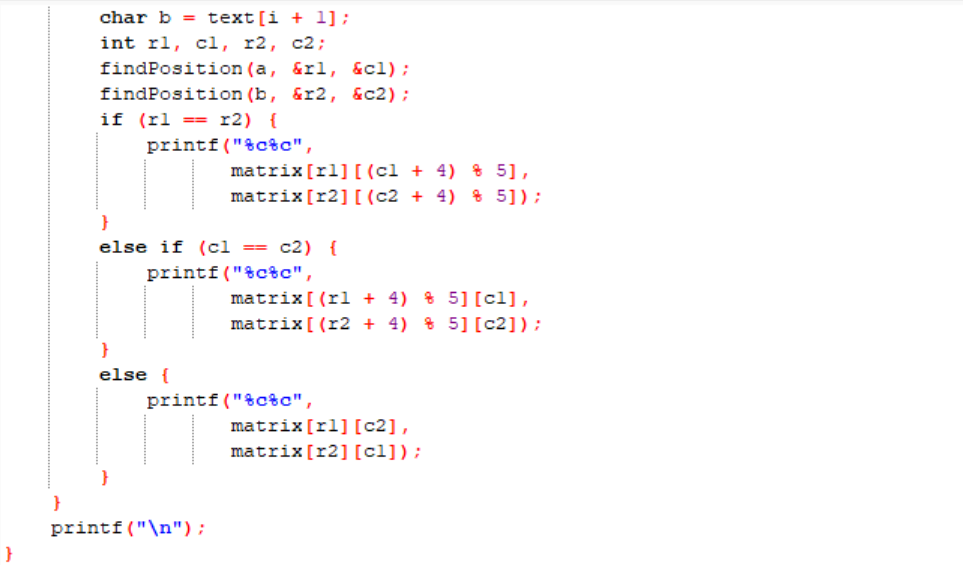 char b = text[i + 1];
int r1, c1, r2, c2;
findPosition(a, &r1, &c1);
findPosition(b, &r2, &c2);
if (r1 == r2) {
printf("%c%c",
matrix[r1][(c1 + 4) % 5],
matrix[r2][(c2 + 4) % 5]);
}
else if (c1 == c2) {
printf("%c%c",
matrix[(r1 + 4) % 5][c1],
matrix[(r2 + 4) % 5][c2]);
}
else {
printf("%c%c",
matrix[r1][c2],
matrix[r2][c1]);
}
}
printf("\n");
}